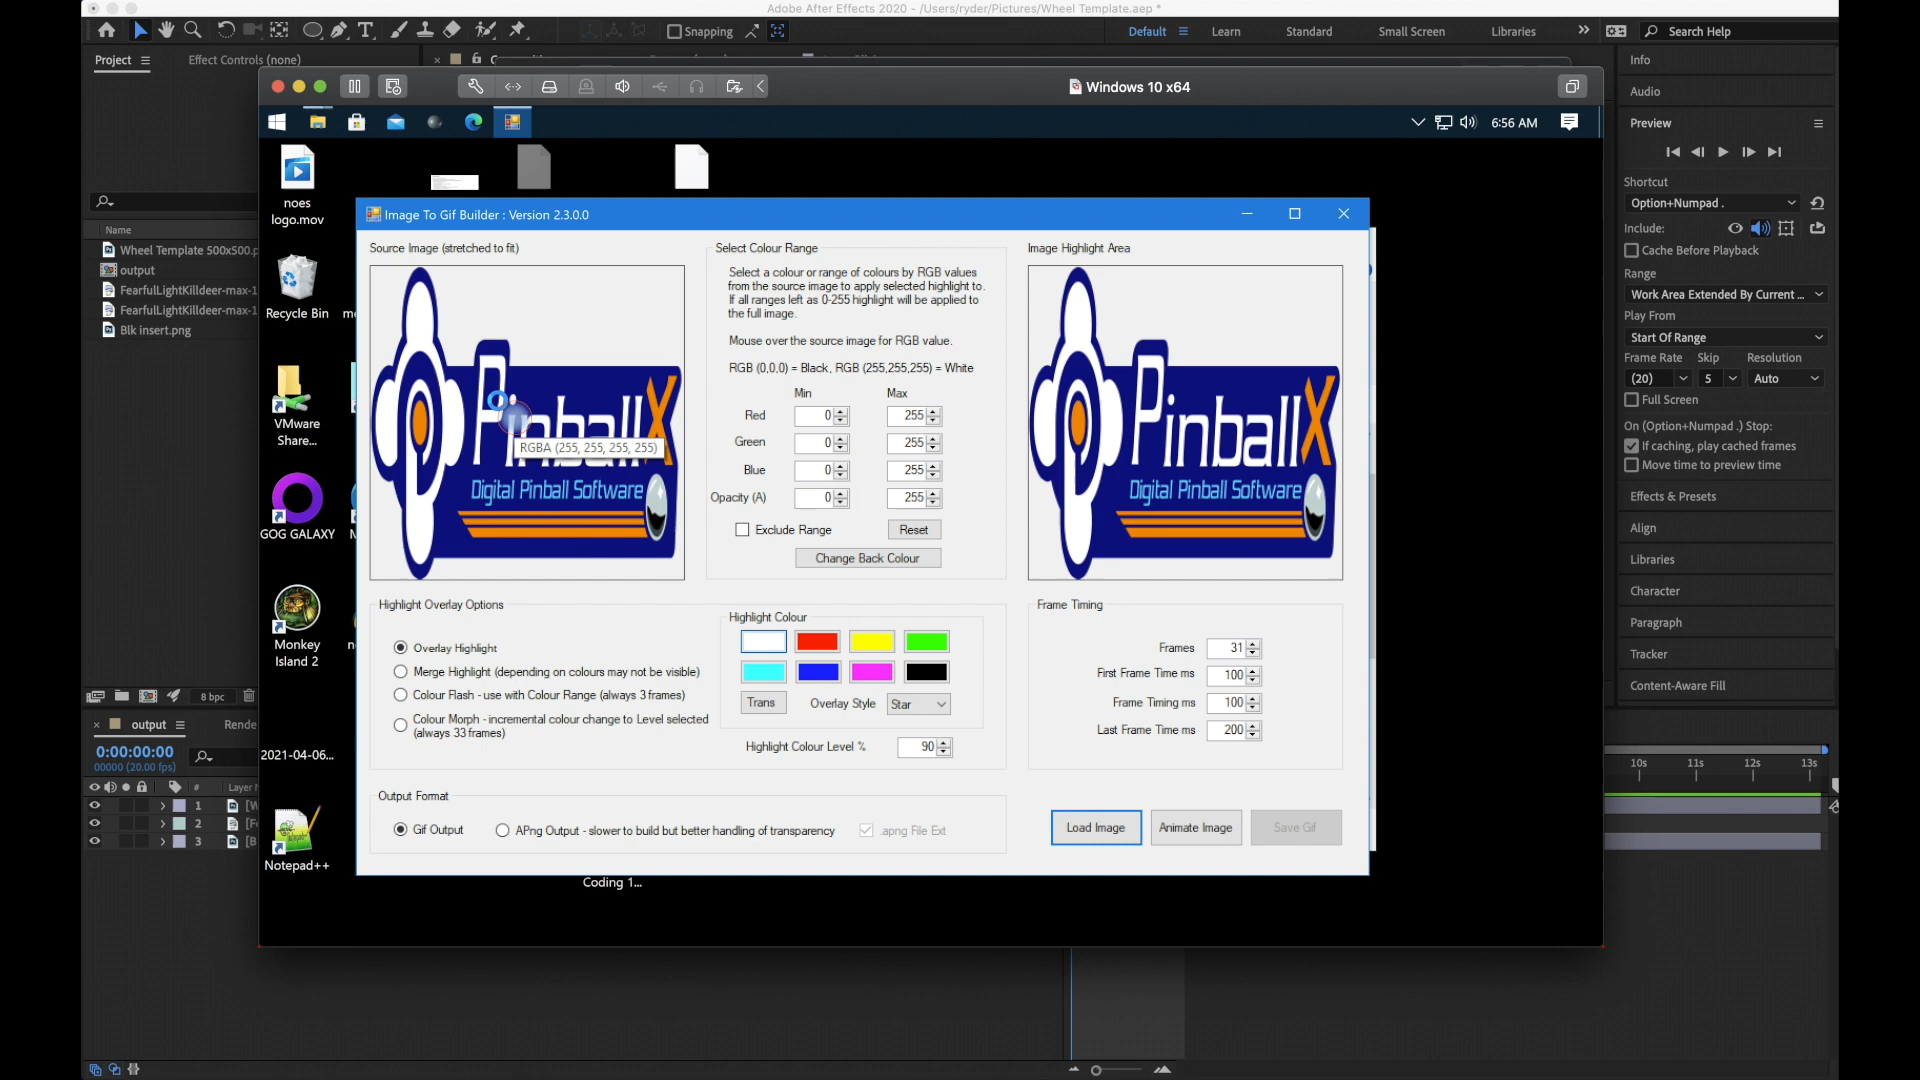 Adobe After Effects 2020 - /Users/ryder/Pictures/Wheel Template.aep *
Snapping
Default
Learn
Standard
Small Screen
Libraries
Search Help
Project
Effect Controls (none)
Windows 10 x64
6:56 AM
Name
Wheel Template 500x500.p
output
FearfulLightKilldeer-max-1
FearfulLightKilldeer-max-1
Blk insert.png
8 bpc
output
Rende
0:00:00:00
00000 (20.00 fps)
#
Layer
1
2
3
noes
logo.mov
Recycle Bin
VMware
Share...
GOG GALAXY
Monkey
Island 2
2021-04-06...
Notepad++
Coding 1...
Image To Gif Builder : Version 2.3.0.0
Source Image (stretched to fit)
PinballX
Digital Pinball Software
RGBA (255, 255, 255, 255)
Select Colour Range
Select a colour or range of colours by RGB values
from the source image to apply selected highlight to.
If all ranges left as 0-255 highlight will be applied to
the full image.
Mouse over the source image for RGB value.
RGB (0,0,0) = Black, RGB (255,255,255) = White
Min Max
Red 0 255
Green 0 255
Blue 0 255
Opacity (A) 0 255
Exclude Range
Reset
Change Back Colour
Image Highlight Area
PinballX
Digital Pinball Software
Highlight Overlay Options
Overlay Highlight
Merge Highlight (depending on colours may not be visible)
Colour Flash - use with Colour Range (always 3 frames)
Colour Morph - incremental colour change to Level selected
(always 33 frames)
Highlight Colour
Trans
Overlay Style
Star
Highlight Colour Level %
90
Frame Timing
Frames 31
First Frame Time ms 100
Frame Timing ms 100
Last Frame Time ms 200
Output Format
Gif Output
APng Output - slower to build but better handling of transparency
.apng File Ext
Load Image
Animate Image
Save Gif
Info
Audio
Preview
Shortcut
Option+Numpad .
Include:
Cache Before Playback
Range
Work Area Extended By Current ...
Play From
Start Of Range
Frame Rate Skip Resolution
(20) 5 Auto
Full Screen
On (Option+Numpad .) Stop:
If caching, play cached frames
Move time to preview time
Effects & Presets
Align
Libraries
Character
Paragraph
Tracker
Content-Aware Fill
10s 11s 12s 13s